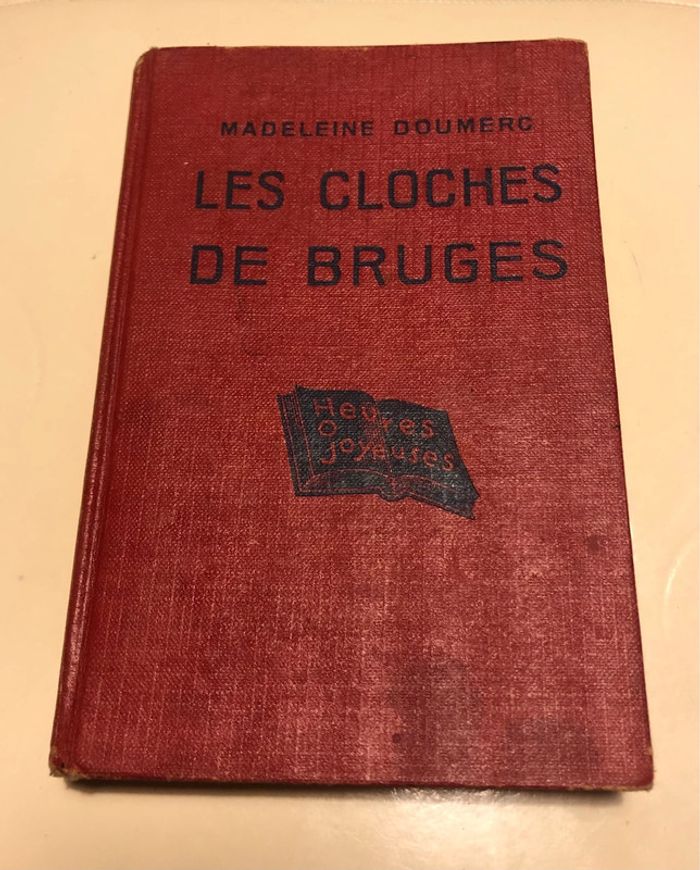 MADELEINE DOUMERC
LES CLOCHES
DE BRUGES
Heures
O
joyeuses